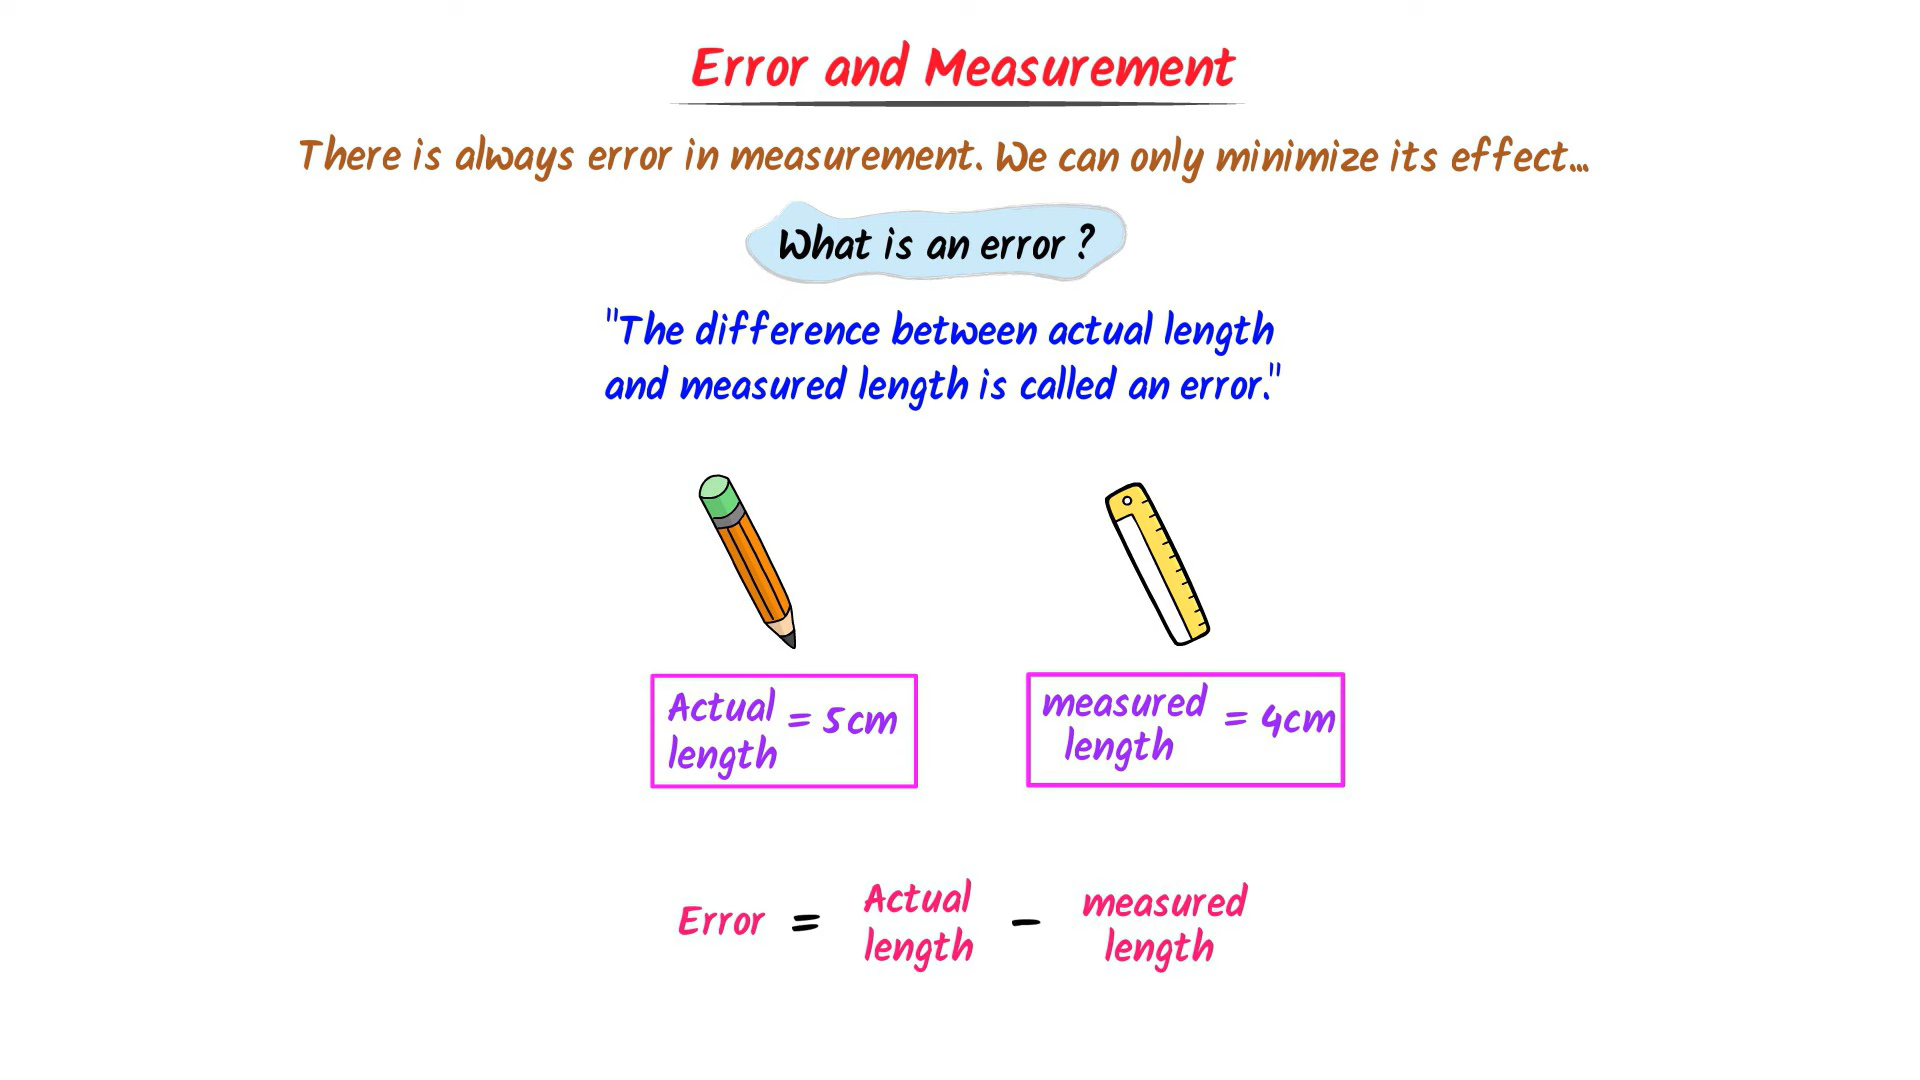 Error and Measurement
There is always error in measurement. We can only minimize its effect...
What is an error ?
"The difference between actual length
and measured length is called an error."
Actual
length = 5cm
measured
length = 4cm
Error = Actual
length - measured
length